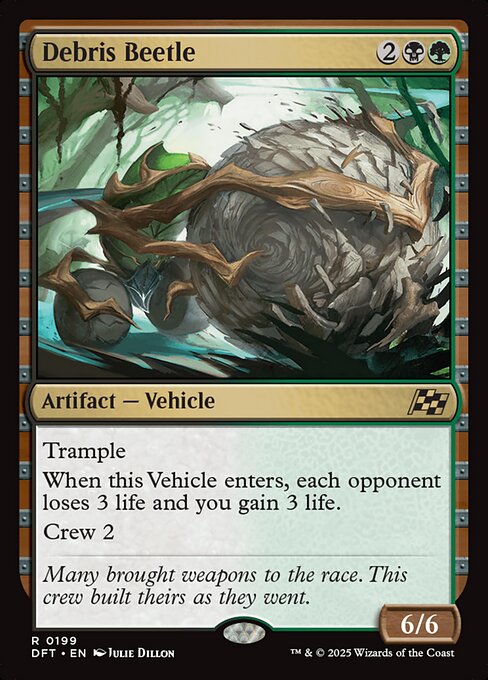 Debris Beetle 2
Artifact — Vehicle
Trample
When this Vehicle enters, each opponent
loses 3 life and you gain 3 life.
Crew 2
Many brought weapons to the race. This
crew built theirs as they went.
6/6
R 0199
DFT • EN JULIE DILLON ™ & © 2025 Wizards of the Coast